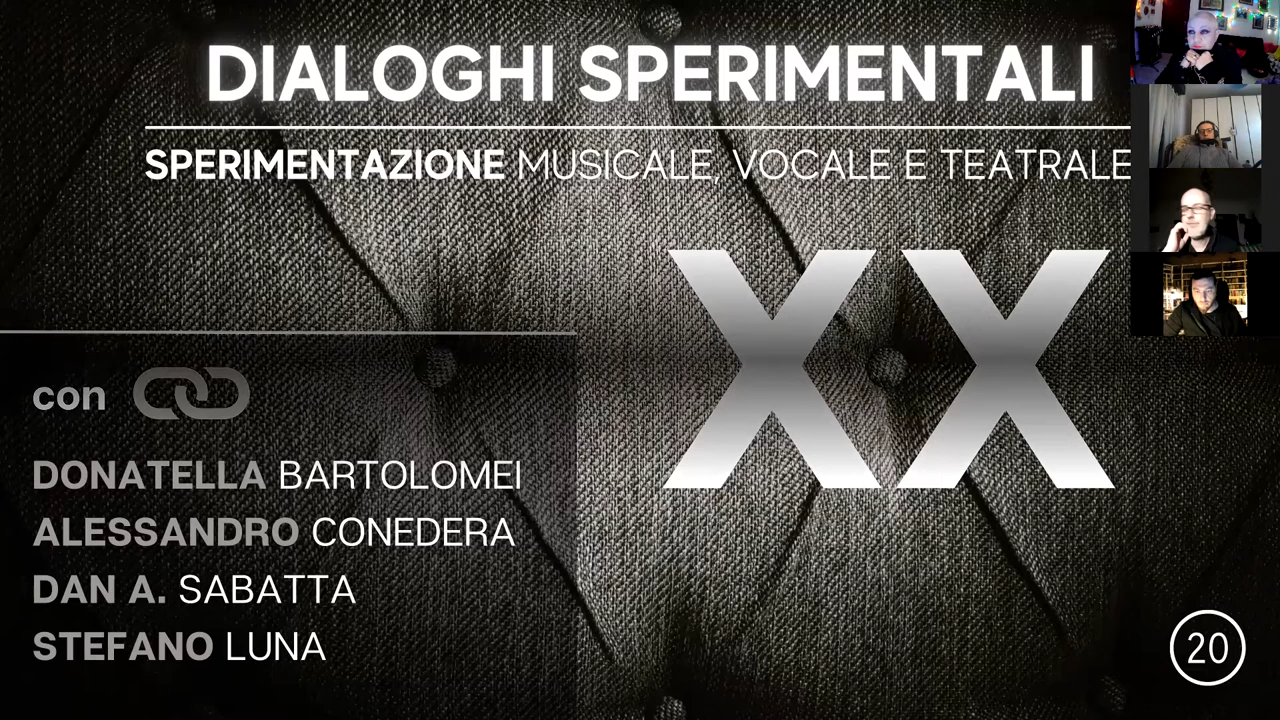 DIALOGHI SPERIMENTALI
SPERIMENTAZIONE MUSICALE, VOCALE E TEATRALE
XX
con
DONATELLA BARTOLOMEI
ALESSANDRO CONEDERA
DAN A. SABATTA
STEFANO LUNA
20